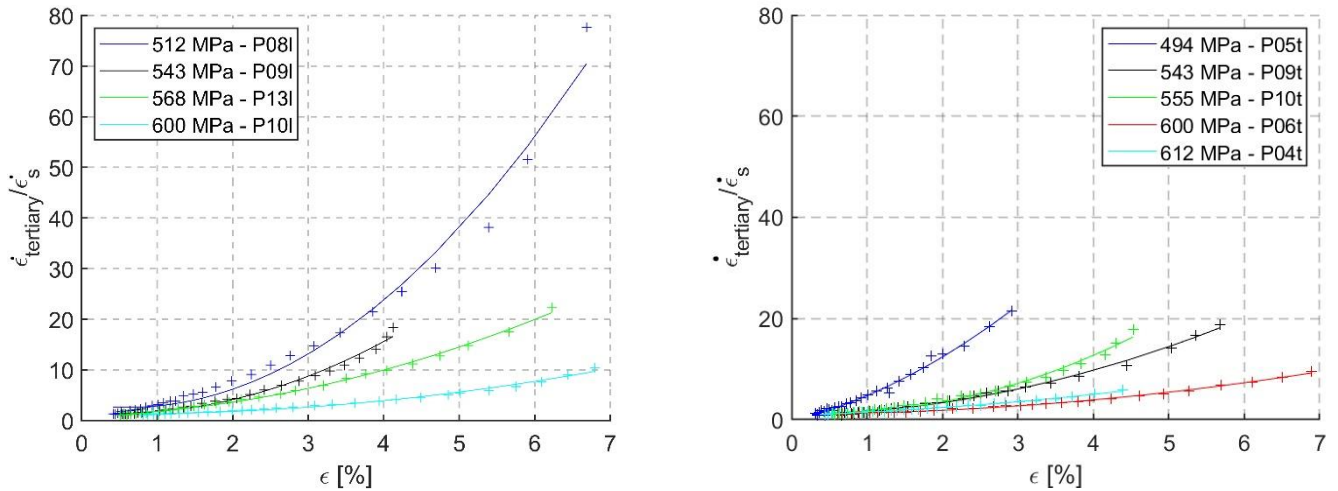 80
70
60
50
40
30
20
10
0
ε̇tertiary/ε̇s
512 MPa - P08l
543 MPa - P09l
568 MPa - P13l
600 MPa - P10l
0 1 2 3 4 5 6 7
ϵ [%]
80
60
40
20
0
ε̇tertiary/ε̇s
494 MPa - P05t
543 MPa - P09t
555 MPa - P10t
600 MPa - P06t
612 MPa - P04t
0 1 2 3 4 5 6 7
ϵ [%]